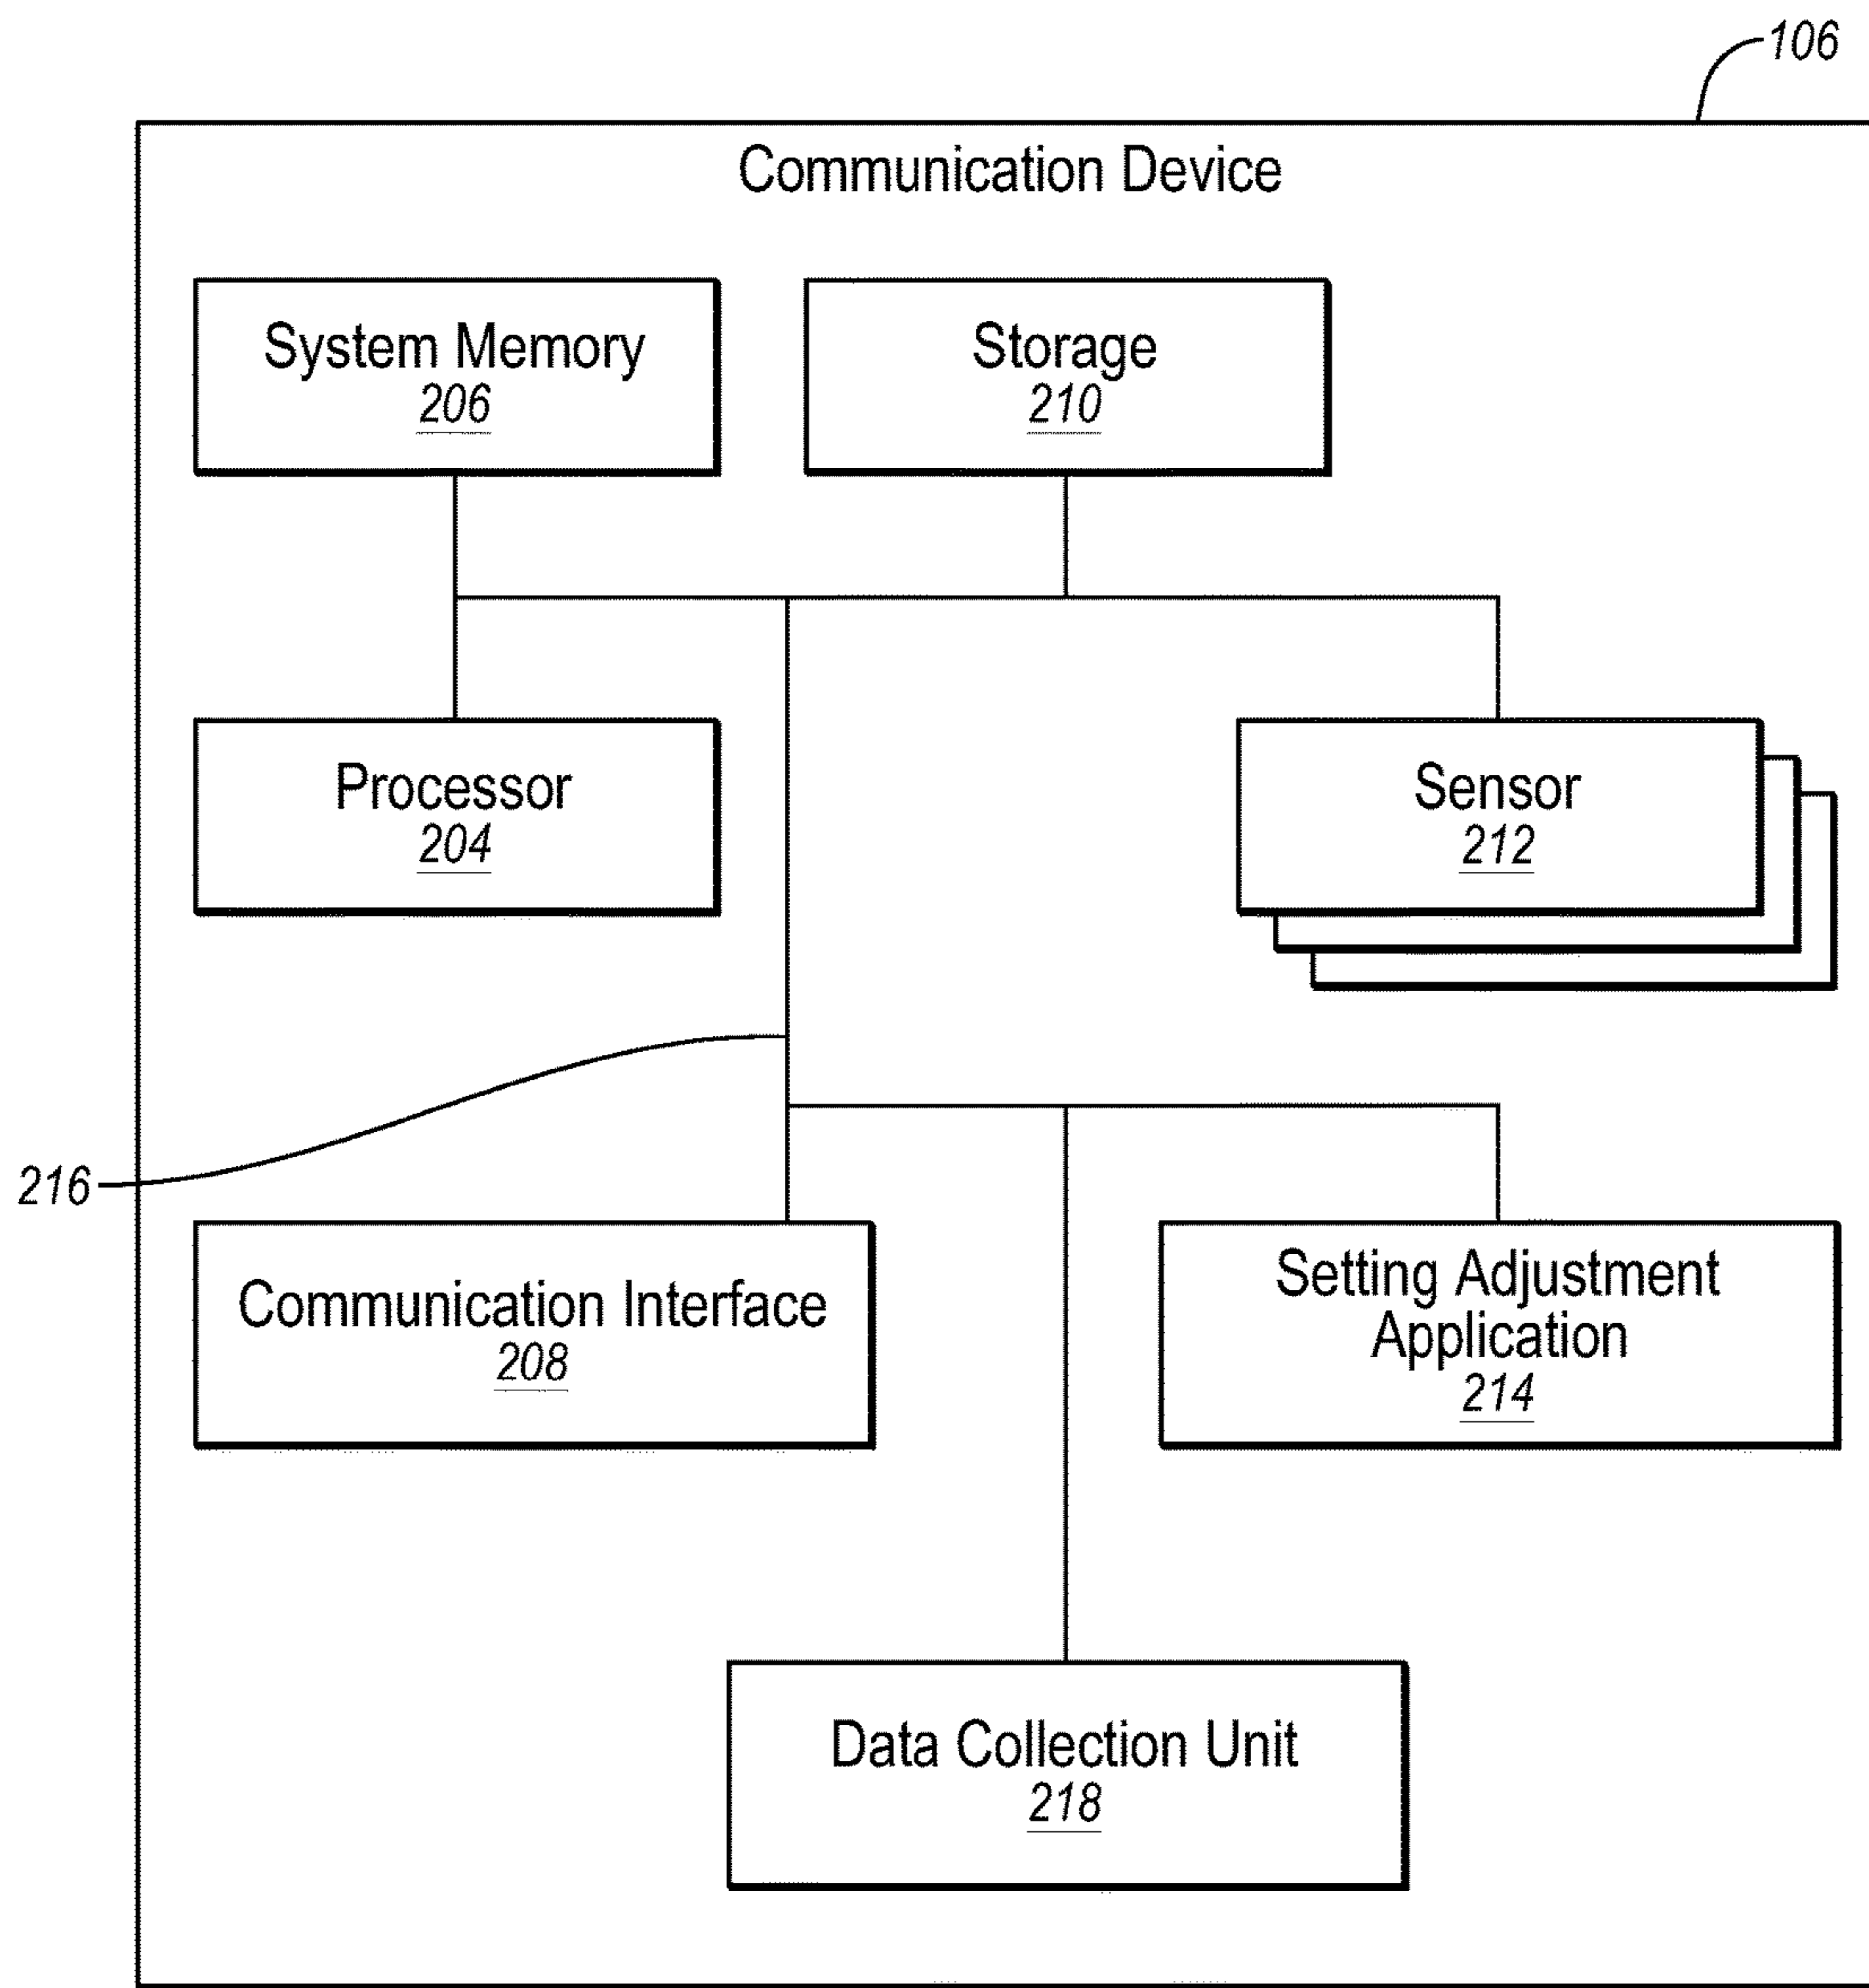 106
Communication Device
System Memory
206
Storage
210
Processor
204
Sensor
212
216
Communication Interface
208
Setting Adjustment
Application
214
Data Collection Unit
218